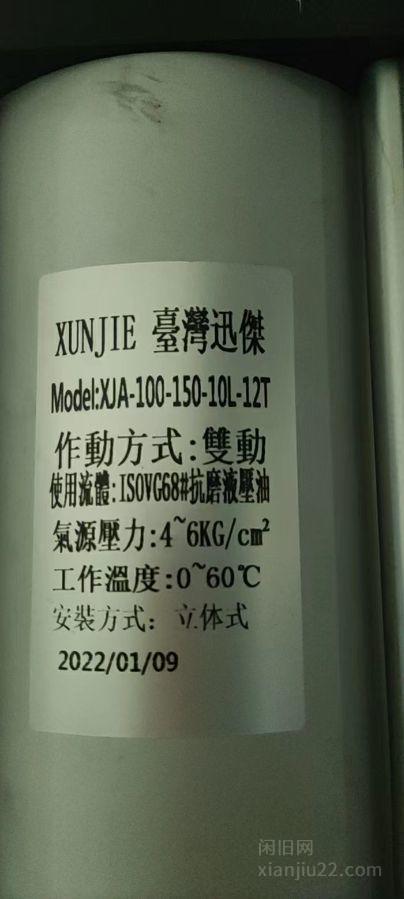 XUNJIE 臺灣迅傑
Model:XJA-100-150-10L-12T
作動方式:雙動
使用流體:ISOVG68#抗磨液壓油
氣源壓力:4~6KG/cm²
工作溫度:0~60℃
安裝方式: 立体式
2022/01/09
闲旧网
xianjiu22.com